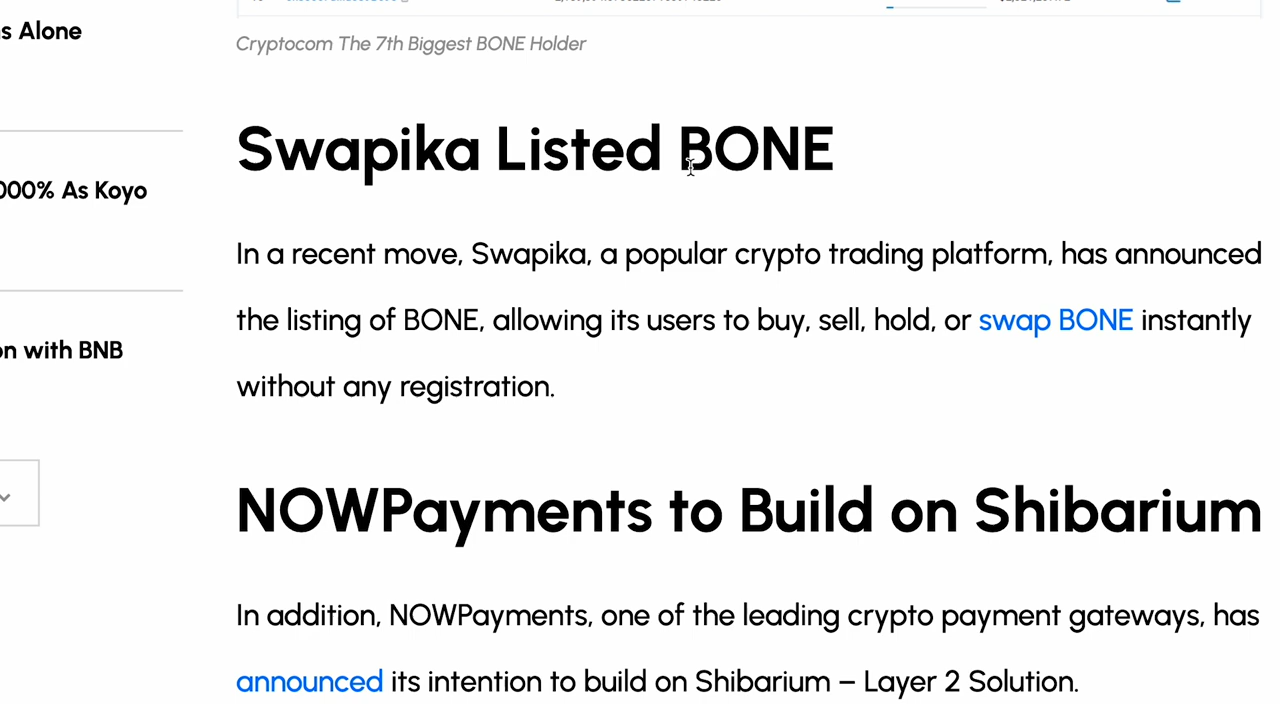 s Alone
000% As Koyo
on with BNB
Cryptocom The 7th Biggest BONE Holder
Swapika Listed BONE
In a recent move, Swapika, a popular crypto trading platform, has announced
the listing of BONE, allowing its users to buy, sell, hold, or swap BONE instantly
without any registration.
NOWPayments to Build on Shibarium
In addition, NOWPayments, one of the leading crypto payment gateways, has
announced its intention to build on Shibarium – Layer 2 Solution.